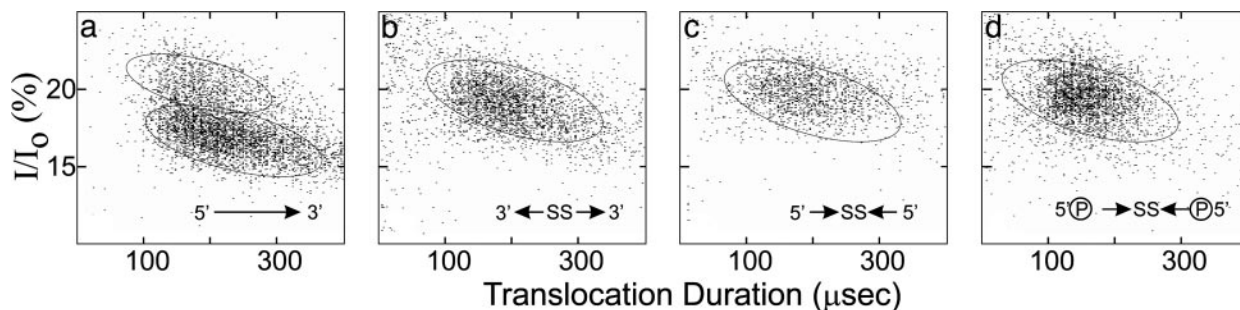 a b c d
I/Io (%)
20
15
5' 3' 3' SS 3' 5' SS 5' 5' P SS P 5'
100 300 100 300 100 300 100 300
Translocation Duration (μsec)